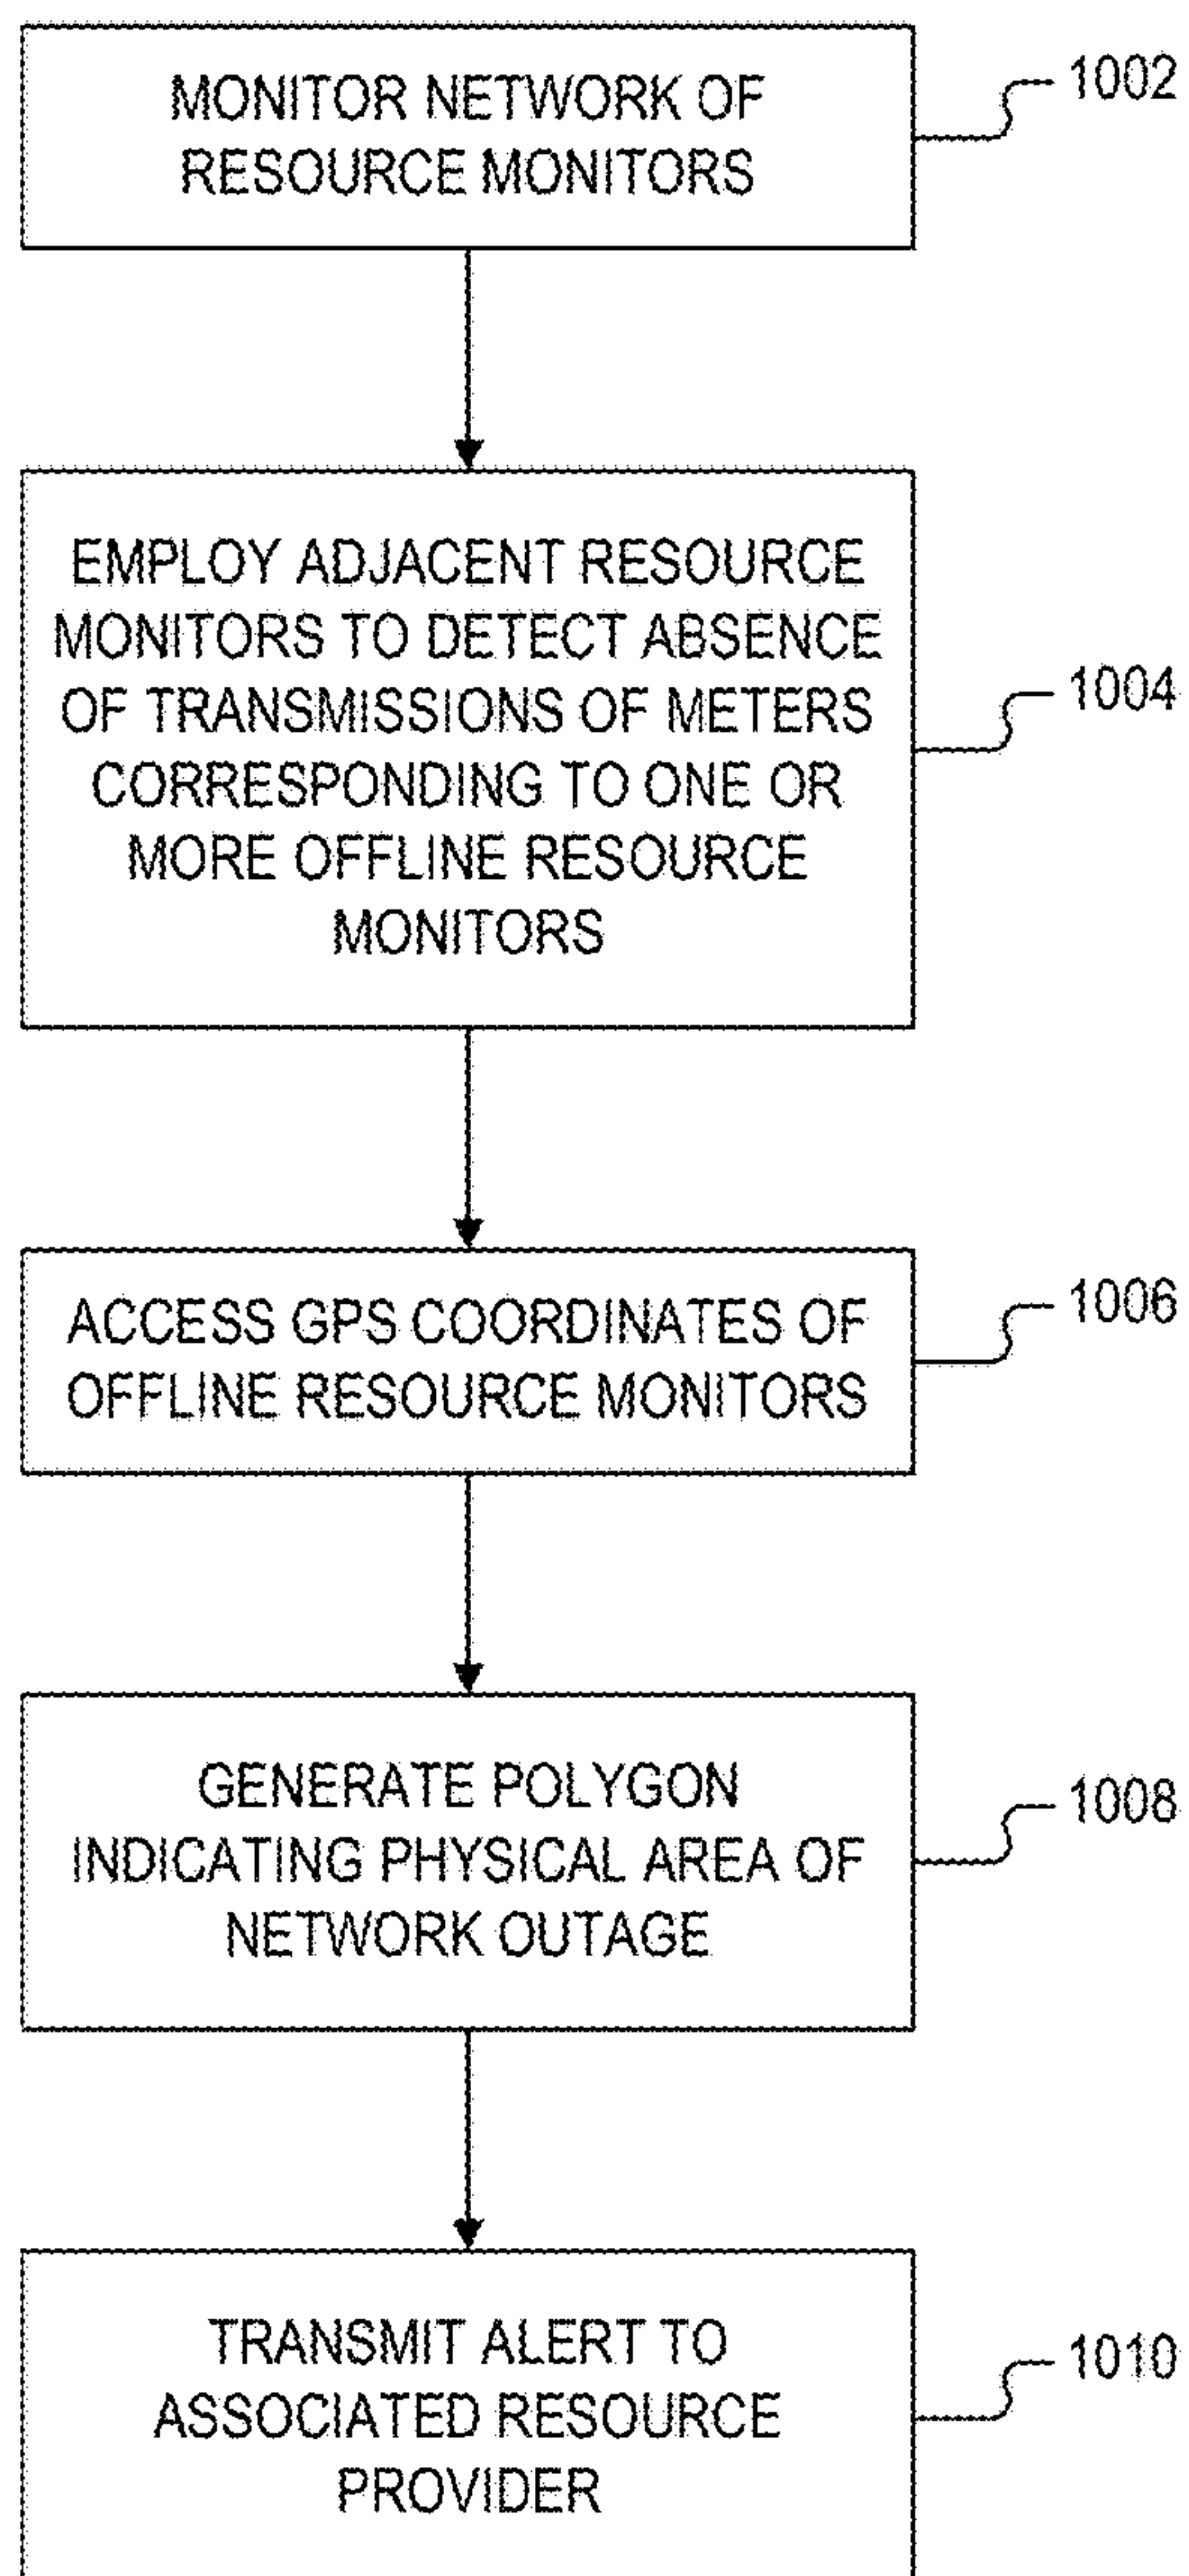 MONITOR NETWORK OF
RESOURCE MONITORS
1002
EMPLOY ADJACENT RESOURCE
MONITORS TO DETECT ABSENCE
OF TRANSMISSIONS OF METERS
CORRESPONDING TO ONE OR
MORE OFFLINE RESOURCE
MONITORS
1004
ACCESS GPS COORDINATES OF
OFFLINE RESOURCE MONITORS
1006
GENERATE POLYGON
INDICATING PHYSICAL AREA OF
NETWORK OUTAGE
1008
TRANSMIT ALERT TO
ASSOCIATED RESOURCE
PROVIDER
1010